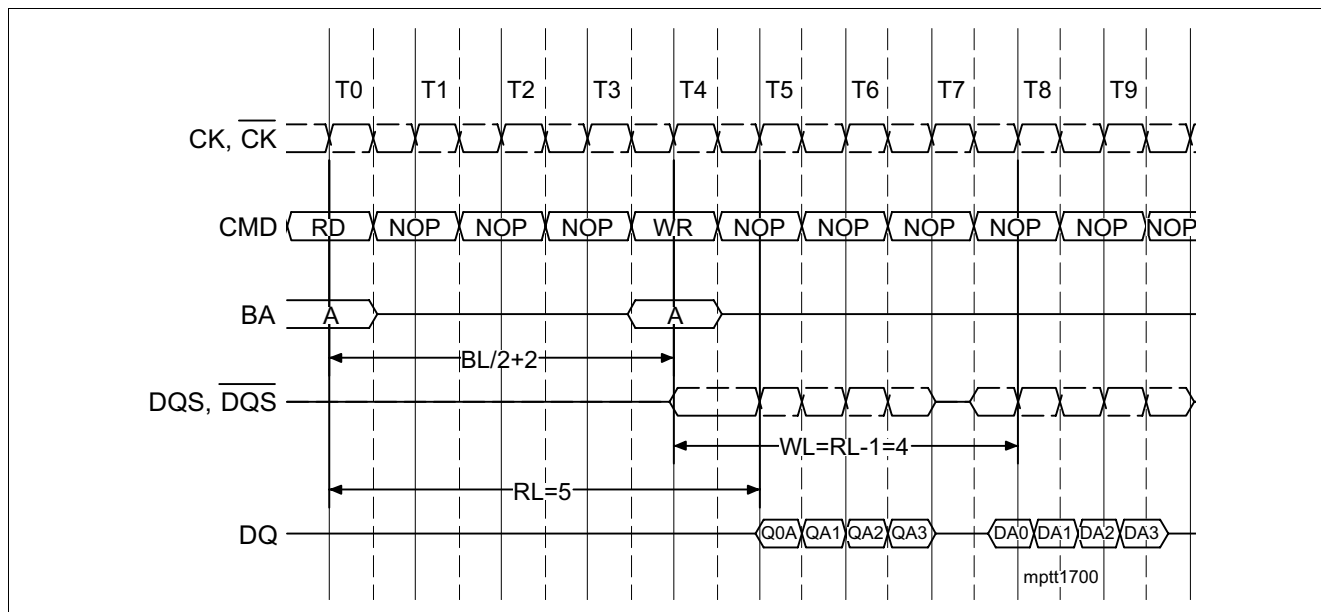 T0 T1 T2 T3 T4 T5 T6 T7 T8 T9
CK, CK
CMD RD NOP NOP NOP WR NOP NOP NOP NOP NOP NOP
BA A A
BL/2+2
DQS, DQS
WL=RL-1=4
RL=5
DQ Q0A QA1 QA2 QA3 DA0 DA1 DA2 DA3
mptt1700